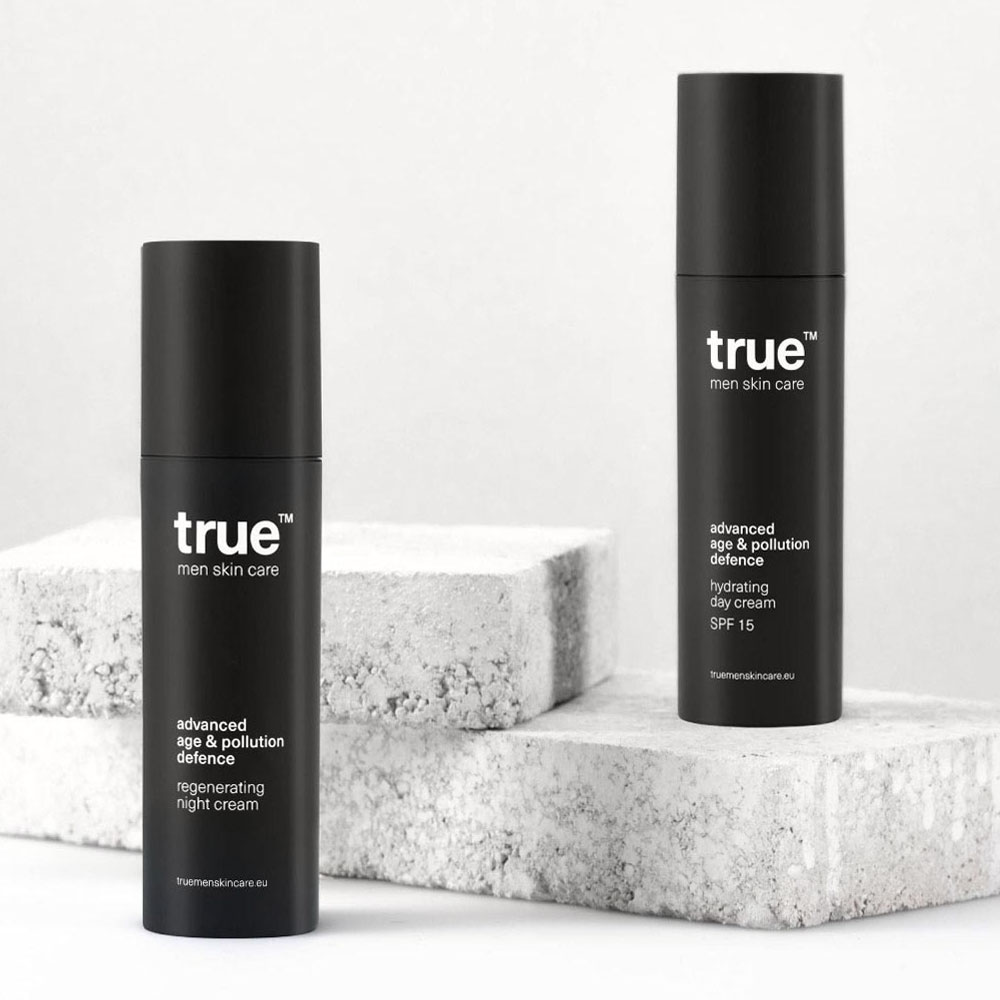 true™
men skin care
advanced
age & pollution
defence
regenerating
night cream
truemenskincare.eu
true™
men skin care
advanced
age & pollution
defence
hydrating
day cream
SPF 15
truemenskincare.eu